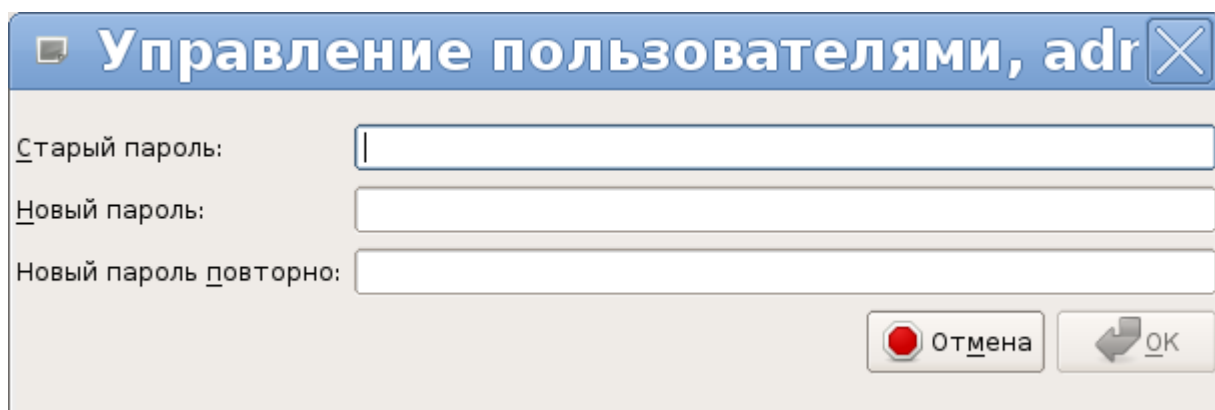 Управление пользователями, adr
Старый пароль:
Новый пароль:
Новый пароль повторно:
Отмена OK